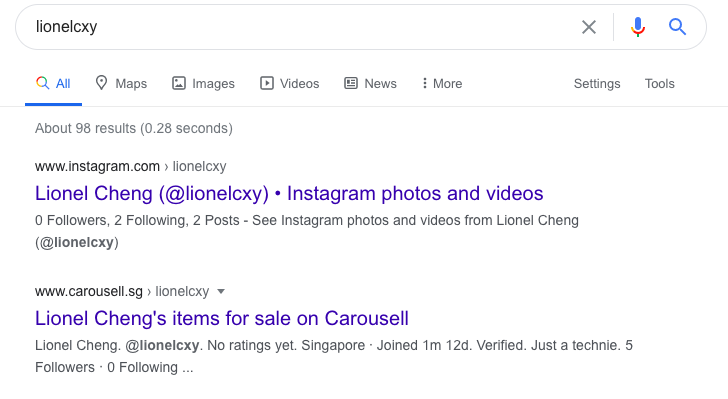 lionelcxy
All Maps Images Videos News More Settings Tools
About 98 results (0.28 seconds)
www.instagram.com › lionelcxy
Lionel Cheng (@lionelcxy) • Instagram photos and videos
0 Followers, 2 Following, 2 Posts - See Instagram photos and videos from Lionel Cheng
(@lionelcxy)
www.carousell.sg › lionelcxy
Lionel Cheng's items for sale on Carousell
Lionel Cheng. @lionelcxy. No ratings yet. Singapore · Joined 1m 12d. Verified. Just a technie. 5
Followers · 0 Following ...